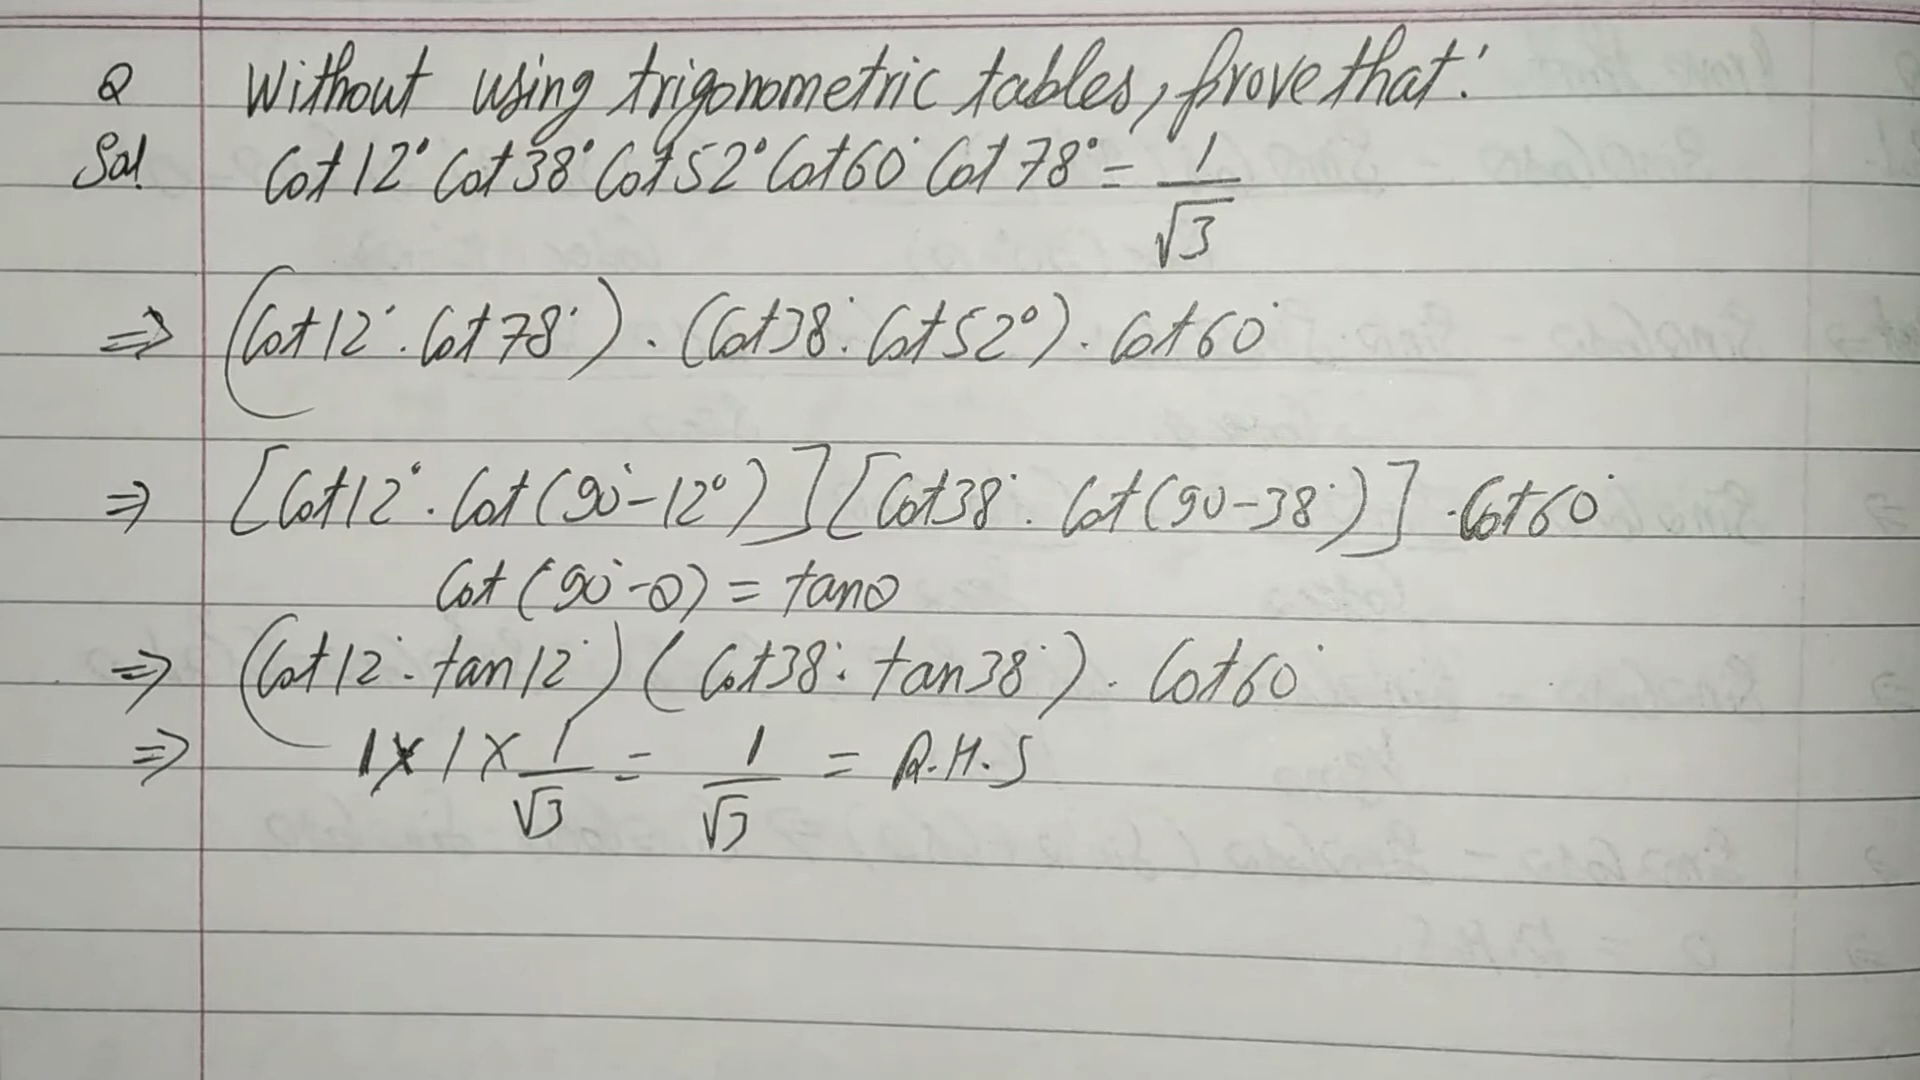 Q Without using trigonometric tables, prove that:
Sol. Cot 12° Cot 38° Cot 52° Cot 60° Cot 78° = 1/√3
⇒ (Cot 12°. Cot 78°) . (Cot 38°. Cot 52°) . Cot 60°
⇒ [Cot 12°. Cot (90°-12°)] [Cot 38°. Cot (90-38°)] . Cot 60°
Cot (90°-θ) = tanθ
⇒ (Cot 12°. tan 12°) (Cot 38°. tan 38°) . Cot 60°
⇒ 1 × 1 × 1/√3 = 1/√3 = R.H.S